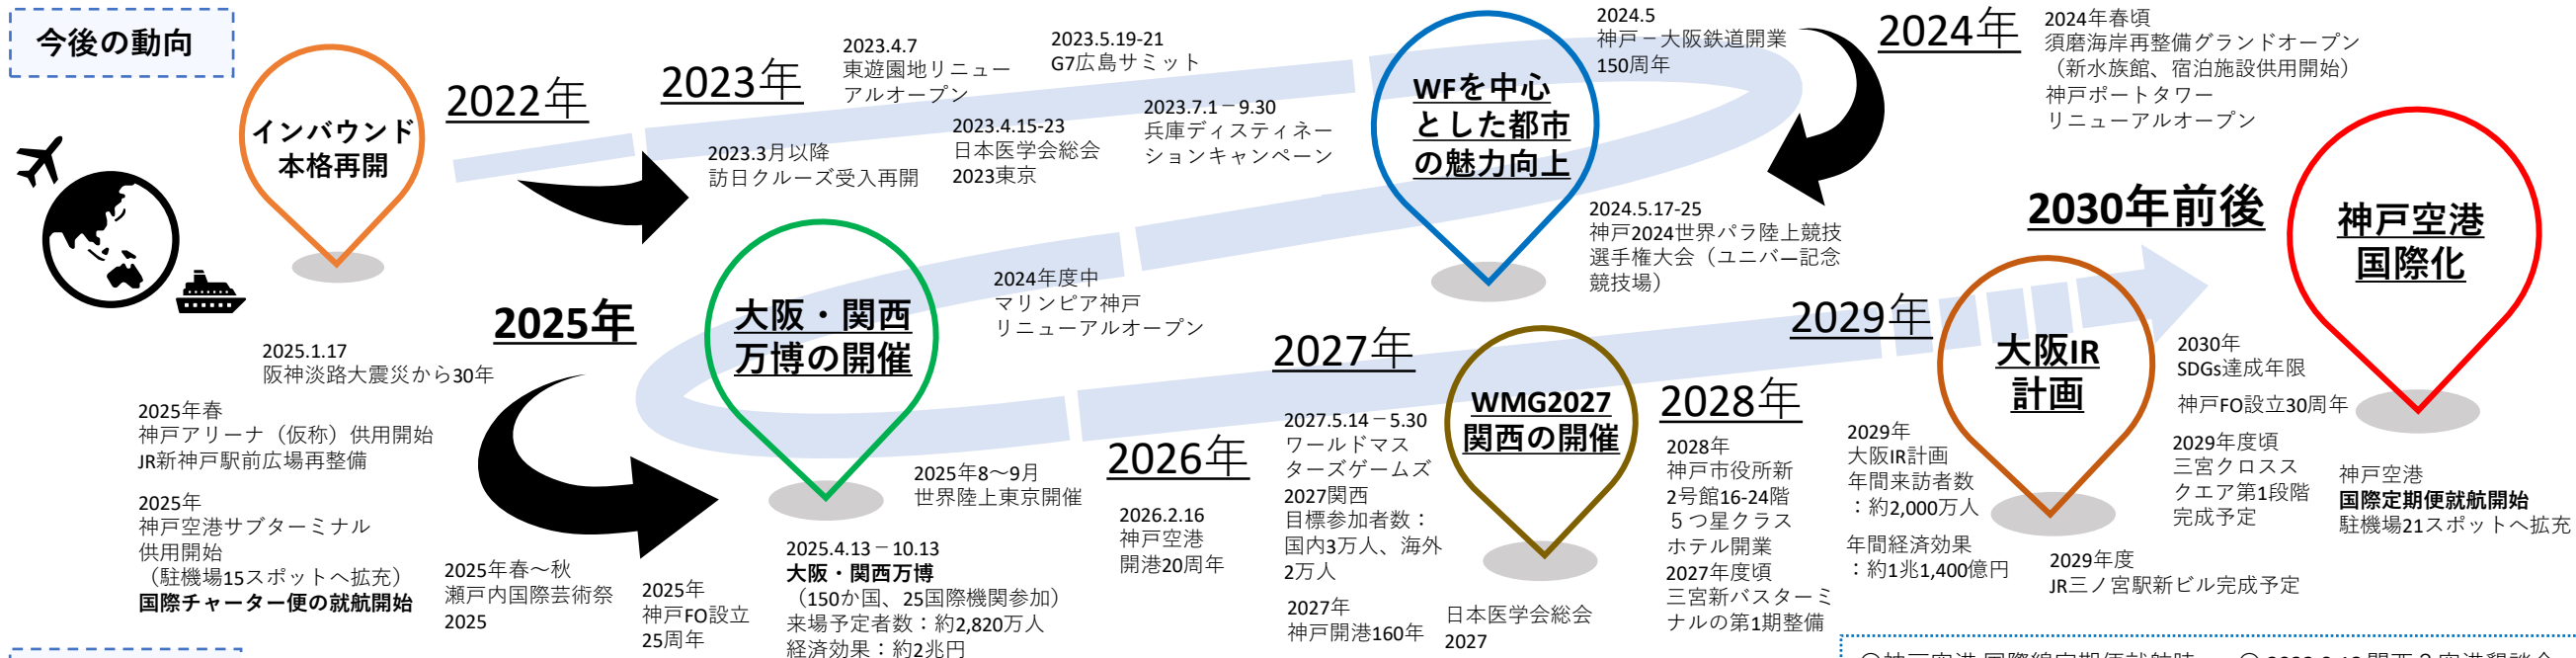 今後の動向
インバウンド
本格再開
2022年
2023年
2023.4.7
東遊園地リニュー
アルオープン
2023.5.19-21
G7広島サミット
2023.3月以降
訪日クルーズ受入再開
2023.4.15-23
日本医学会総会
2023東京
2023.7.1－9.30
兵庫ディスティネー
ションキャンペーン
WFを中心
とした都市
の魅力向上
2024.5
神戸－大阪鉄道開業
150周年
2024年
2024年春頃
須磨海岸再整備グランドオープン
（新水族館、宿泊施設供用開始）
神戸ポートタワー
リニューアルオープン
2024.5.17-25
神戸2024世界パラ陸上競技
選手権大会（ユニバー記念
競技場）
2024年度中
マリンピア神戸
リニューアルオープン
2025年
大阪・関西
万博の開催
2025.1.17
阪神淡路大震災から30年
2025年春
神戸アリーナ（仮称）供用開始
JR新神戸駅前広場再整備
2025年
神戸空港サブターミナル
供用開始
（駐機場15スポットへ拡充）
国際チャーター便の就航開始
2025年春～秋
瀬戸内国際芸術祭
2025
2025年
神戸FO設立
25周年
2025.4.13－10.13
大阪・関西万博
（150か国、25国際機関参加）
来場予定者数：約2,820万人
経済効果：約2兆円
2025年8～9月
世界陸上東京開催
2026年
2026.2.16
神戸空港
開港20周年
2027年
2027.5.14－5.30
ワールドマス
ターズゲームズ
2027関西
目標参加者数：
国内3万人、海外
2万人
2027年
神戸開港160年
WMG2027
関西の開催
日本医学会総会
2027
2028年
2028年
神戸市役所新
2号館16-24階
５つ星クラス
ホテル開業
2027年度頃
三宮新バスターミ
ナルの第1期整備
2029年
大阪IR
計画
2029年
大阪IR計画
年間来訪者数
：約2,000万人
年間経済効果
：約1兆1,400億円
2029年度
JR三ノ宮駅新ビル完成予定
2030年前後
神戸空港
国際化
2030年
SDGs達成年限
神戸FO設立30周年
2029年度頃
三宮クロスス
クエア第1段階
完成予定
神戸空港
国際定期便就航開始
駐機場21スポットへ拡充